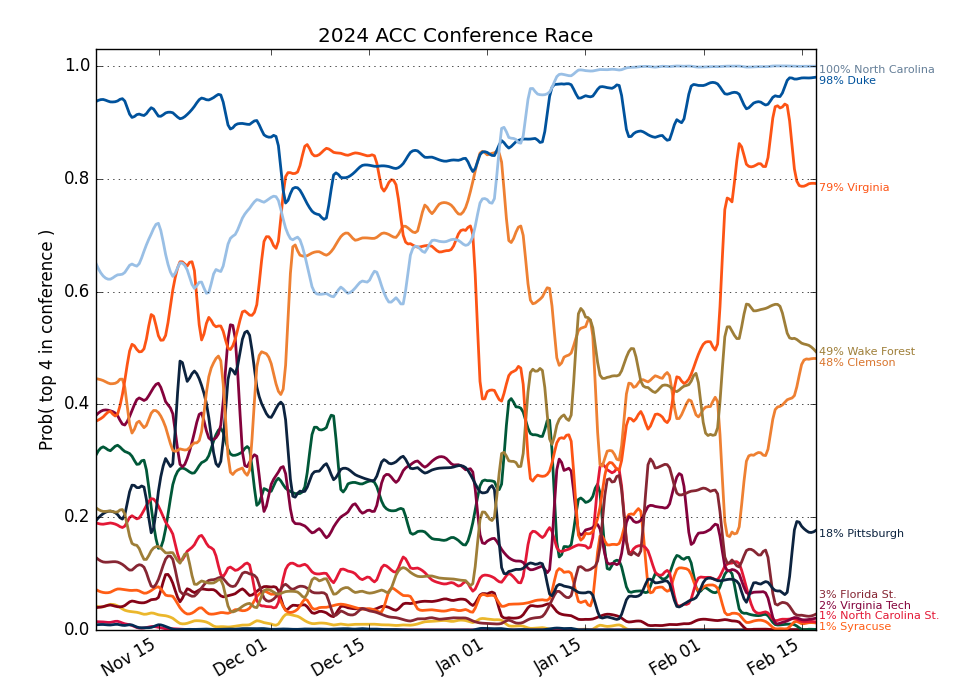 2024 ACC Conference Race
Prob( top 4 in conference )
1.0
0.8
0.6
0.4
0.2
0.0
Nov 15
Dec 01
Dec 15
Jan 01
Jan 15
Feb 01
Feb 15
100% North Carolina
98% Duke
79% Virginia
49% Wake Forest
48% Clemson
18% Pittsburgh
3% Florida St.
2% Virginia Tech
1% North Carolina St.
1% Syracuse